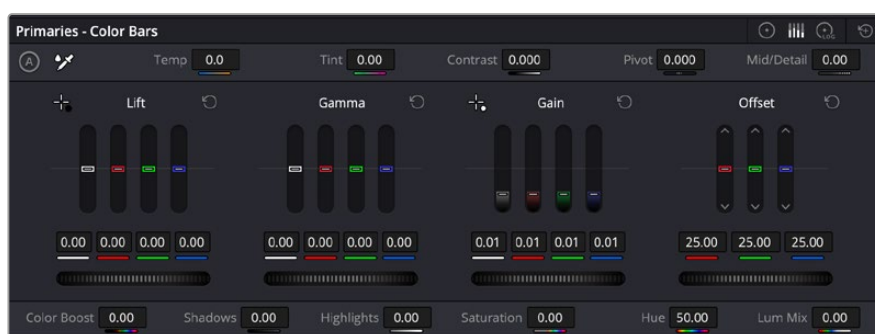 Primaries - Color Bars
LOG
A Temp 0.0 Tint 0.00 Contrast 0.000 Pivot 0.000 Mid/Detail 0.00
Lift Gamma Gain Offset
0.00 0.00 0.00 0.00 0.00 0.00 0.00 0.00 0.01 0.01 0.01 0.01 25.00 25.00 25.00
Color Boost 0.00 Shadows 0.00 Highlights 0.00 Saturation 0.00 Hue 50.00 Lum Mix 0.00